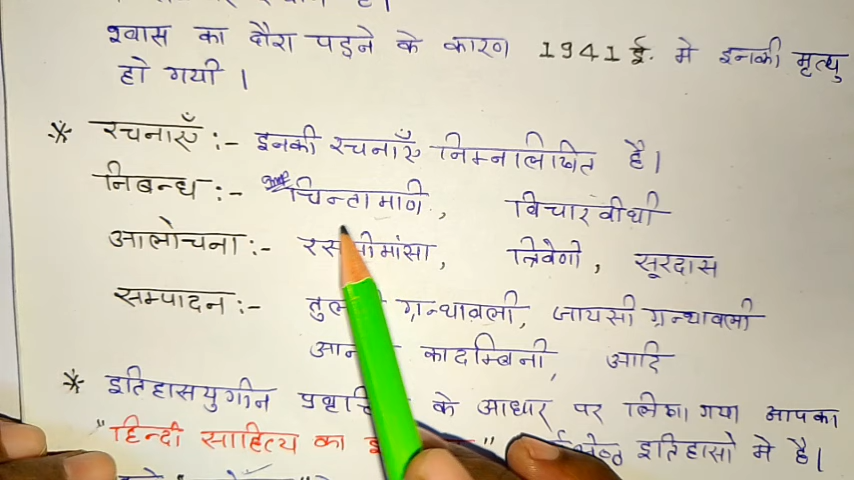 श्वास का दौरा पड़ने के कारण 1941 ई. मे इनकी मृत्यु
हो गयी ।
* रचनाएँ :- इनकी रचनाएँ निम्नलिखित है।
निबन्ध :- चिन्तामणि, विचार वीथी
आलोचना :- रसमीमांसा, त्रिवेणी, सूरदास
सम्पादन :- ग्रन्थावली, जायसी ग्रन्थावली
कादम्बिनी, आदि
* इतिहासयुगीन के आधार पर लिखा गया आपका
"हिन्दी साहित्य का इतिहासो मे है।